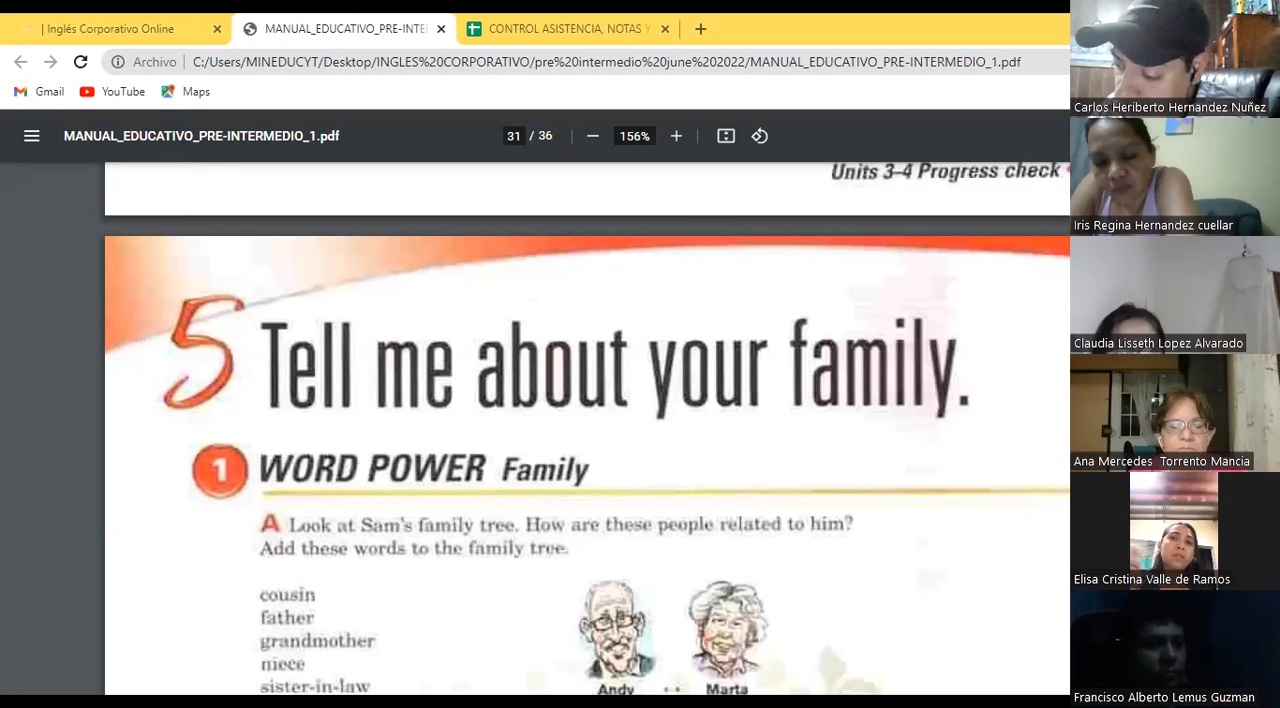 | Inglés Corporativo Online
MANUAL_EDUCATIVO_PRE-INTER
CONTROL ASISTENCIA, NOTAS Y
Archivo
C:/Users/MINEDUCYT/Desktop/INGLES%20CORPORATIVO/pre%20intermedio%20june%202022/MANUAL_EDUCATIVO_PRE-INTERMEDIO_1.pdf
Gmail
YouTube
Maps
MANUAL_EDUCATIVO_PRE-INTERMEDIO_1.pdf
31 / 36
156%
Units 3-4 Progress check
5 Tell me about your family.
1 WORD POWER Family
A Look at Sam's family tree. How are these people related to him?
Add these words to the family tree.
cousin
father
grandmother
niece
sister-in-law
Andy
Marta
Carlos Heriberto Hernandez Nuñez
Iris Regina Hernandez cuellar
Claudia Lisseth Lopez Alvarado
Ana Mercedes Torrento Mancia
Elisa Cristina Valle de Ramos
Francisco Alberto Lemus Guzman